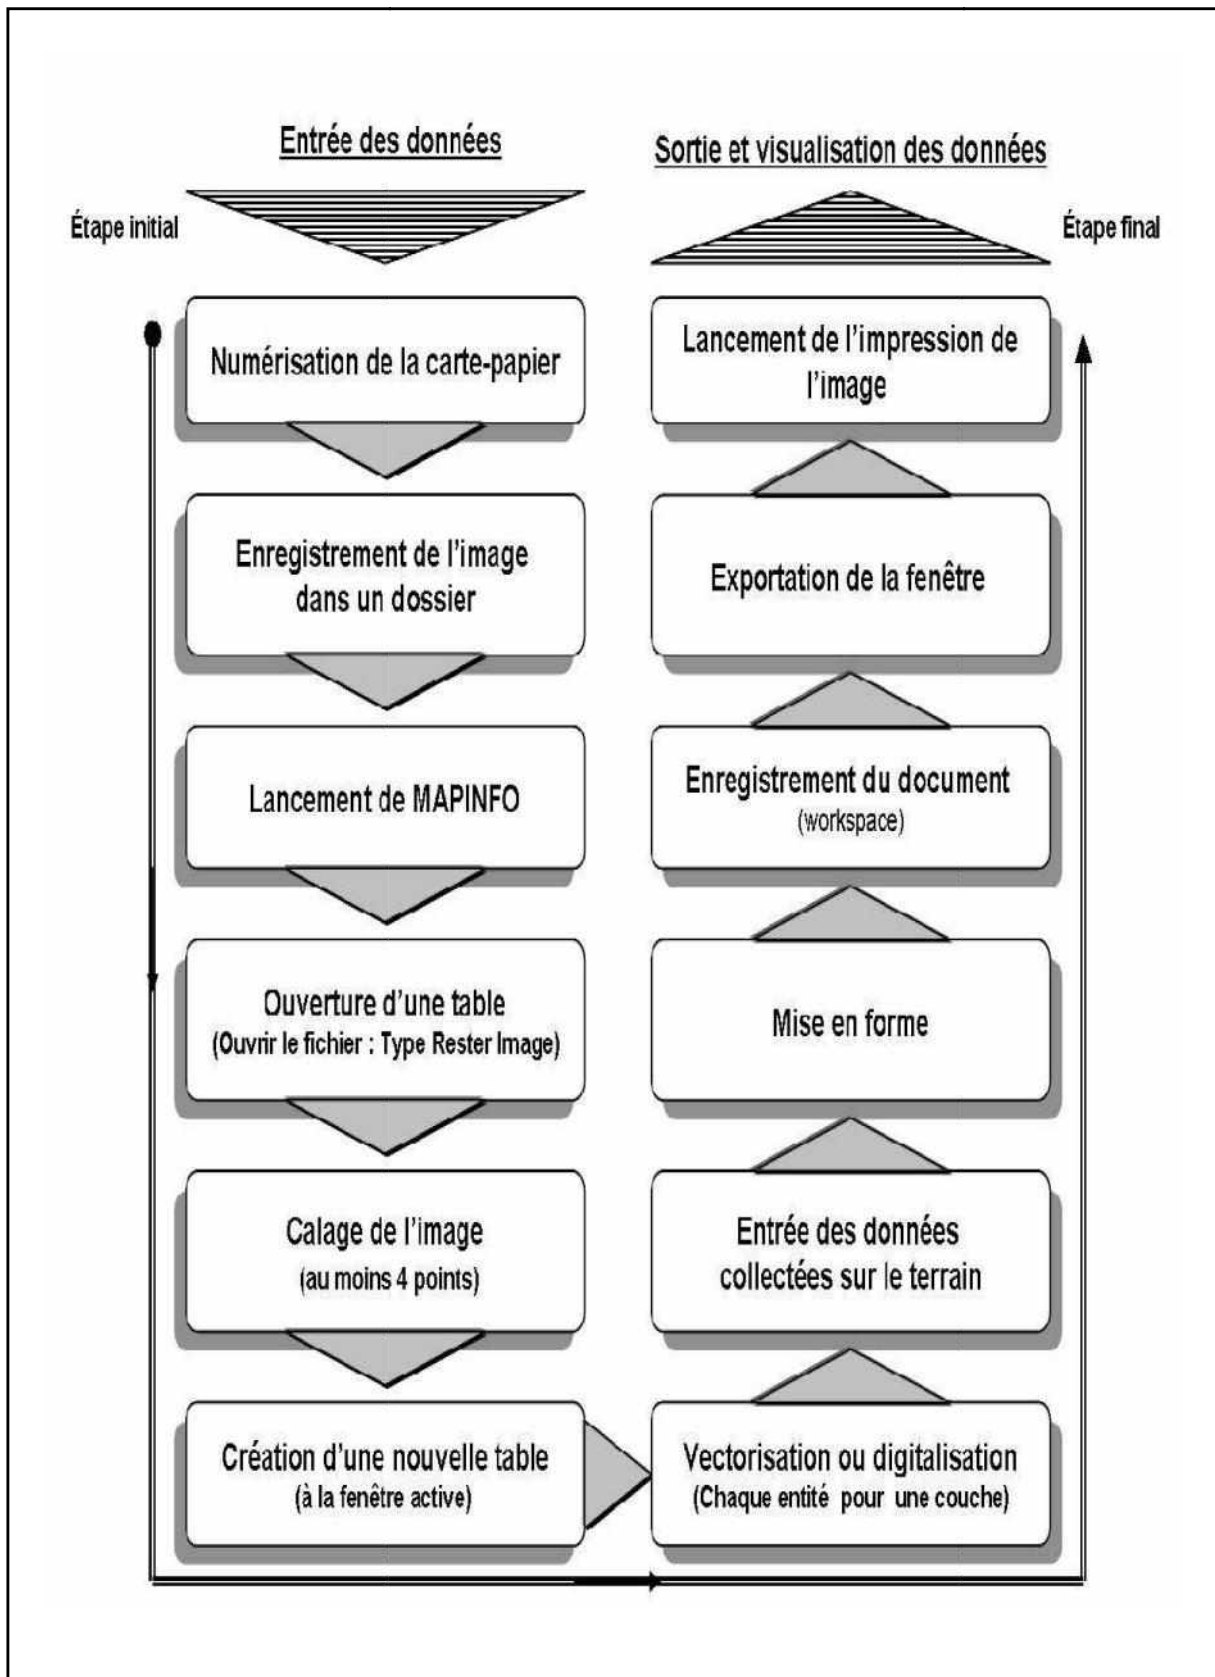 Entrée des données
Étape initial
Numérisation de la carte-papier
Enregistrement de l'image
dans un dossier
Lancement de MAPINFO
Ouverture d'une table
(Ouvrir le fichier : Type Rester Image)
Calage de l'image
(au moins 4 points)
Création d'une nouvelle table
(à la fenêtre active)
Vectorisation ou digitalisation
(Chaque entité pour une couche)
Entrée des données
collectées sur le terrain
Mise en forme
Enregistrement du document
(workspace)
Exportation de la fenêtre
Lancement de l'impression de
l'image
Sortie et visualisation des données
Étape final